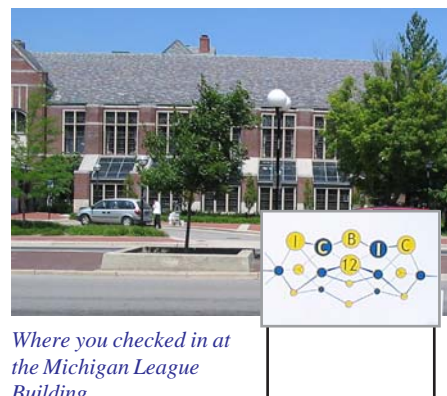 I C B I C
12
Where you checked in at
the Michigan League
Building